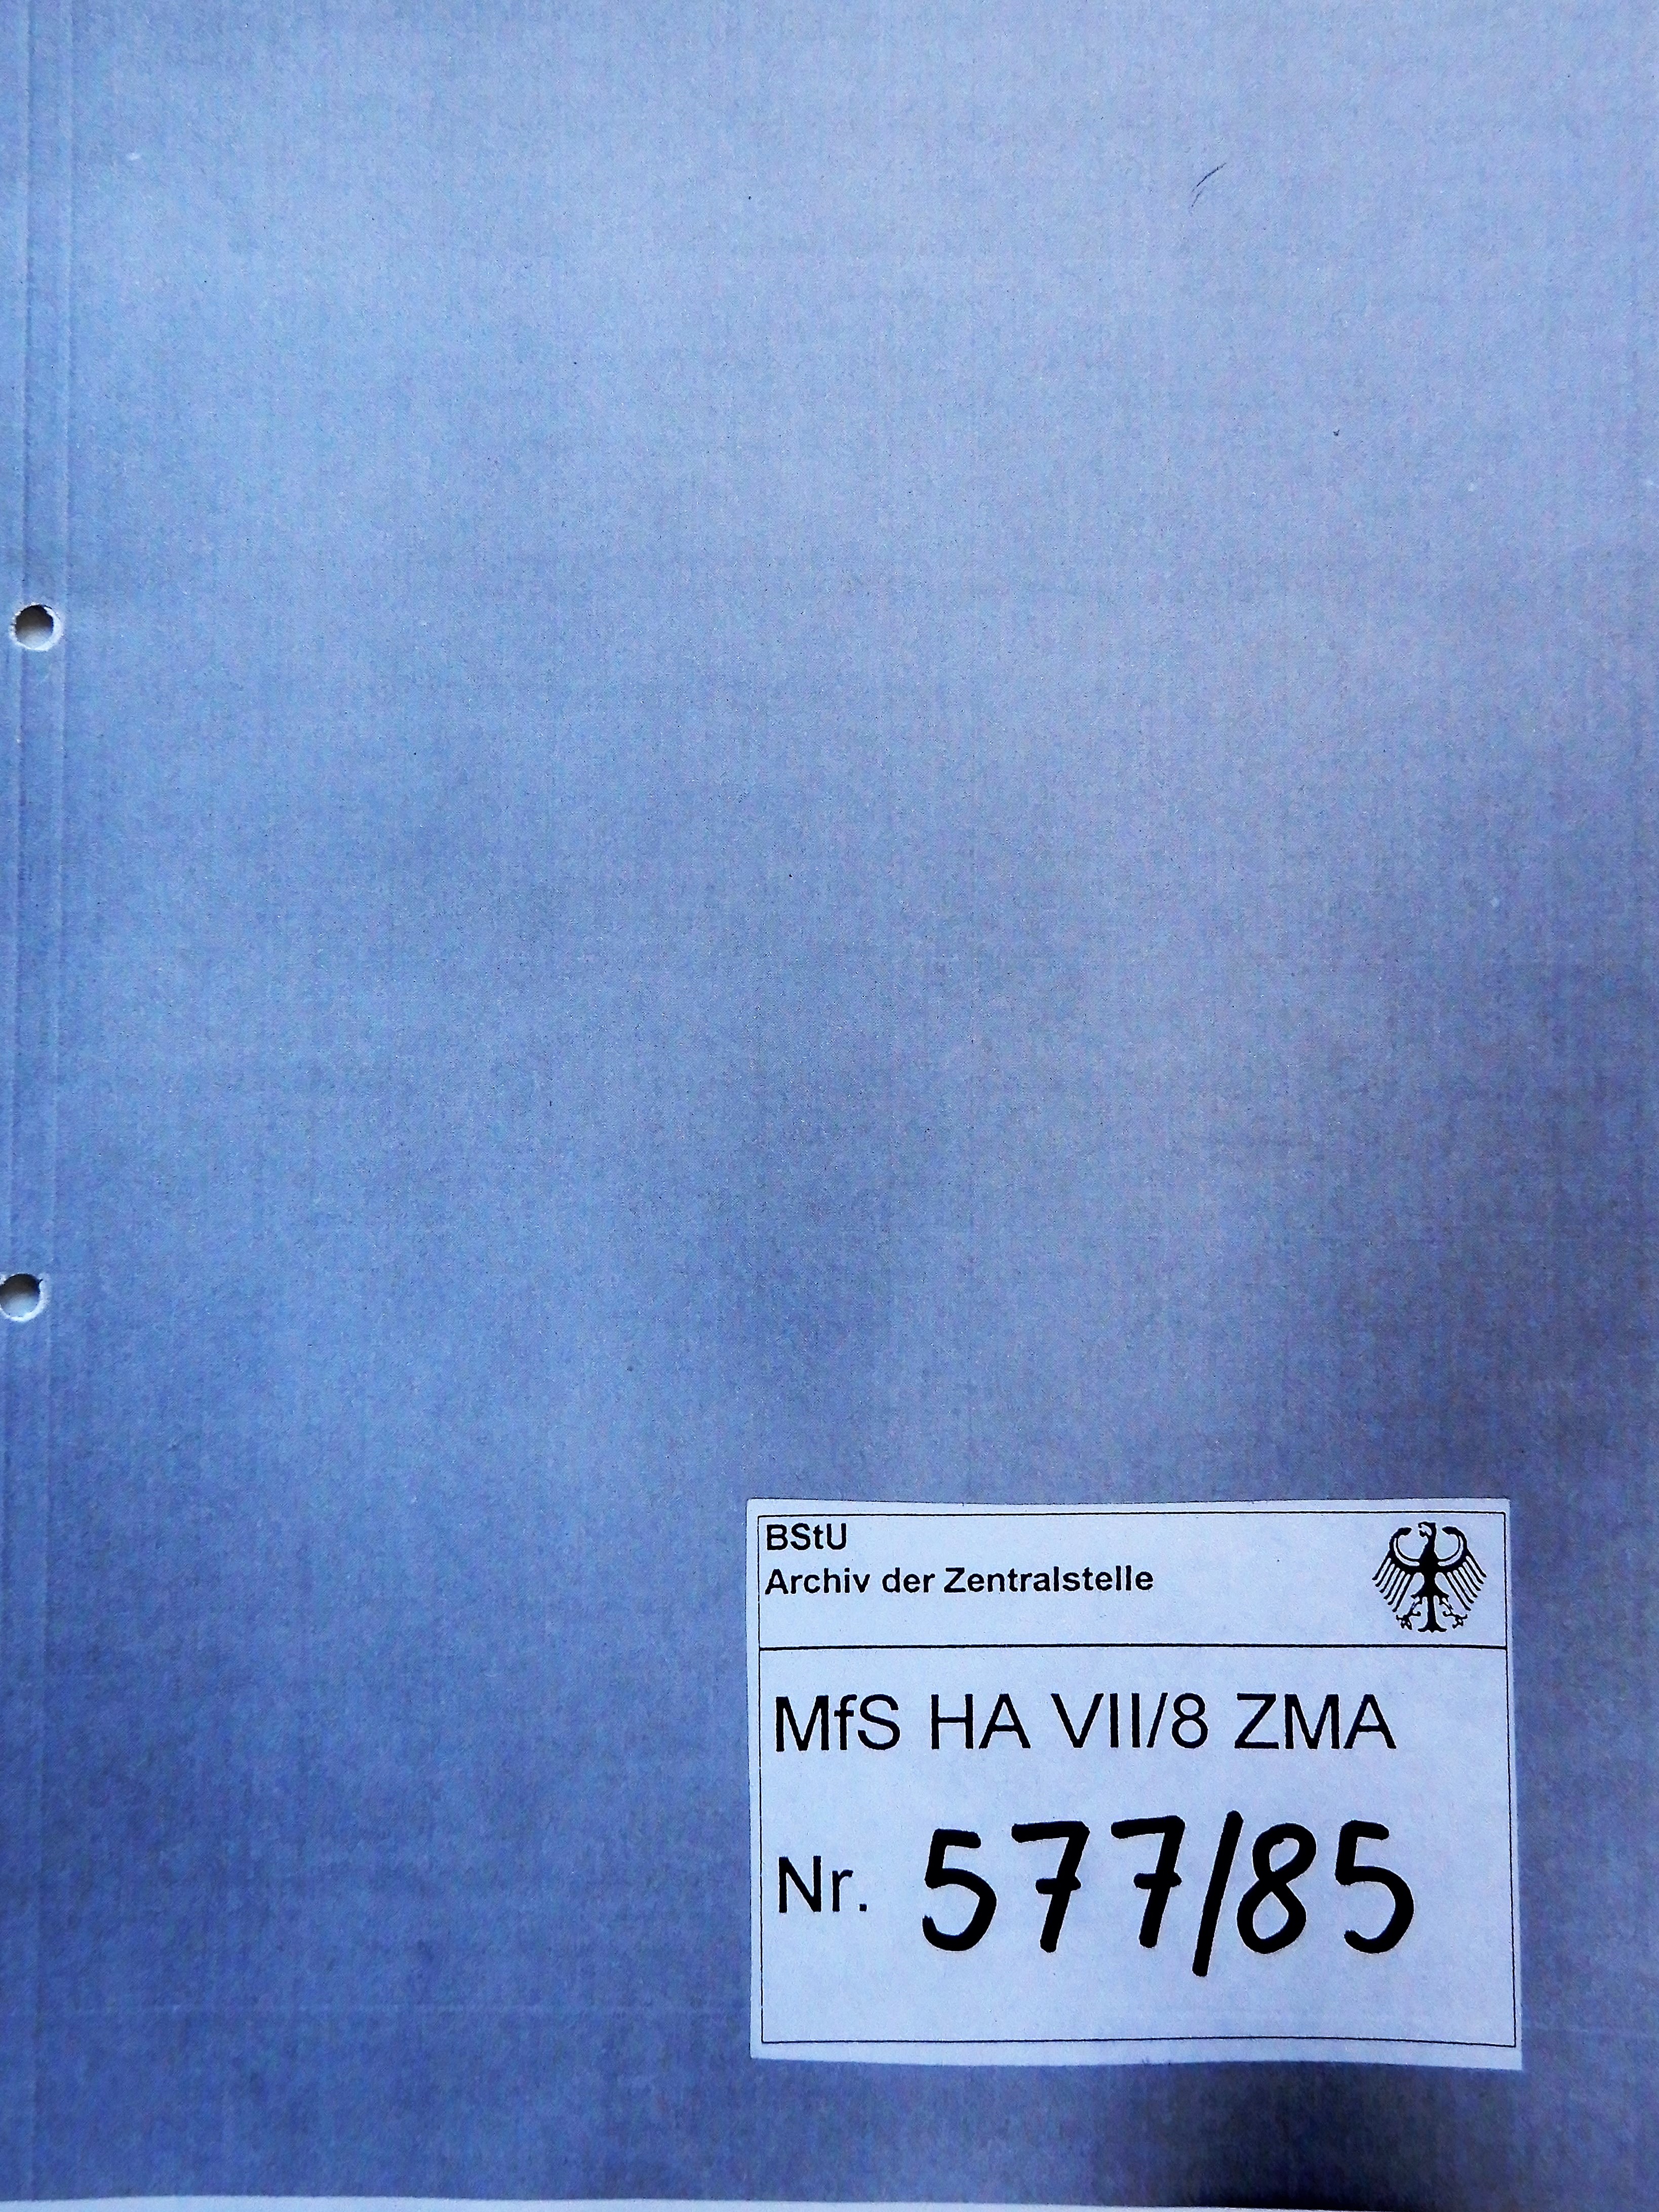 BStU
Archiv der Zentralstelle
MfS HA VII/8 ZMA
Nr. 577/85